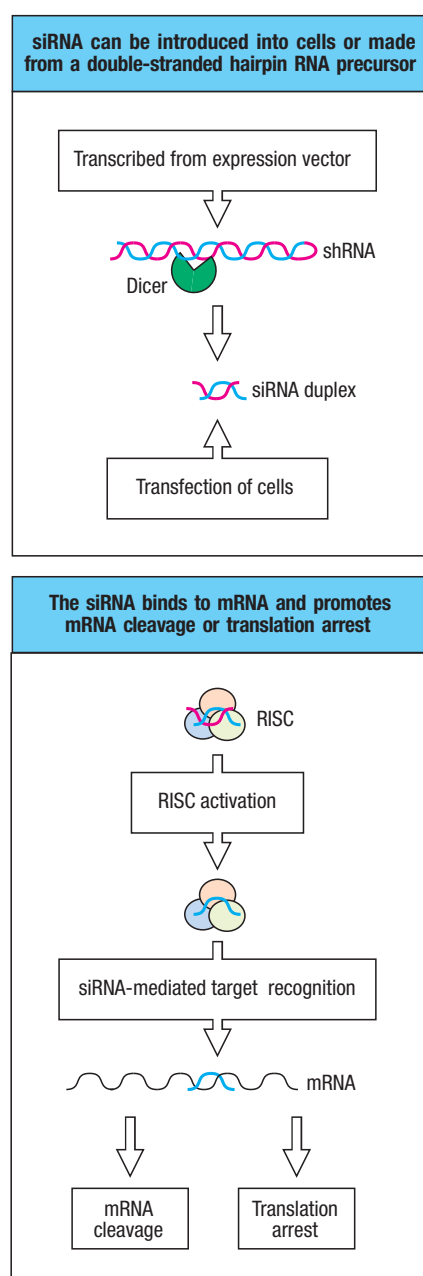 siRNA can be introduced into cells or made
from a double-stranded hairpin RNA precursor
Transcribed from expression vector
shRNA
Dicer
siRNA duplex
Transfection of cells
The siRNA binds to mRNA and promotes
mRNA cleavage or translation arrest
RISC
RISC activation
siRNA-mediated target recognition
mRNA
mRNA
cleavage
Translation
arrest